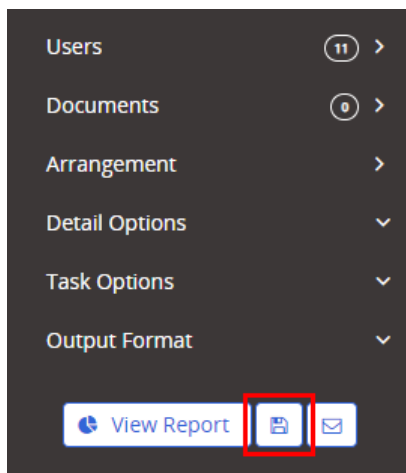 Users 11
Documents 0
Arrangement
Detail Options
Task Options
Output Format
View Report